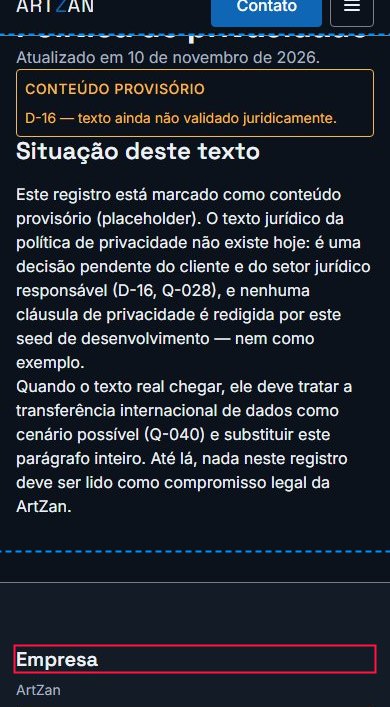 ARTZAN
Contato
Atualizado em 10 de novembro de 2026.
CONTEÚDO PROVISÓRIO
D-16 — texto ainda não validado juridicamente.
Situação deste texto
Este registro está marcado como conteúdo
provisório (placeholder). O texto jurídico da
política de privacidade não existe hoje: é uma
decisão pendente do cliente e do setor jurídico
responsável (D-16, Q-028), e nenhuma
cláusula de privacidade é redigida por este
seed de desenvolvimento — nem como
exemplo.
Quando o texto real chegar, ele deve tratar a
transferência internacional de dados como
cenário possível (Q-040) e substituir este
parágrafo inteiro. Até lá, nada neste registro
deve ser lido como compromisso legal da
ArtZan.
Empresa
ArtZan